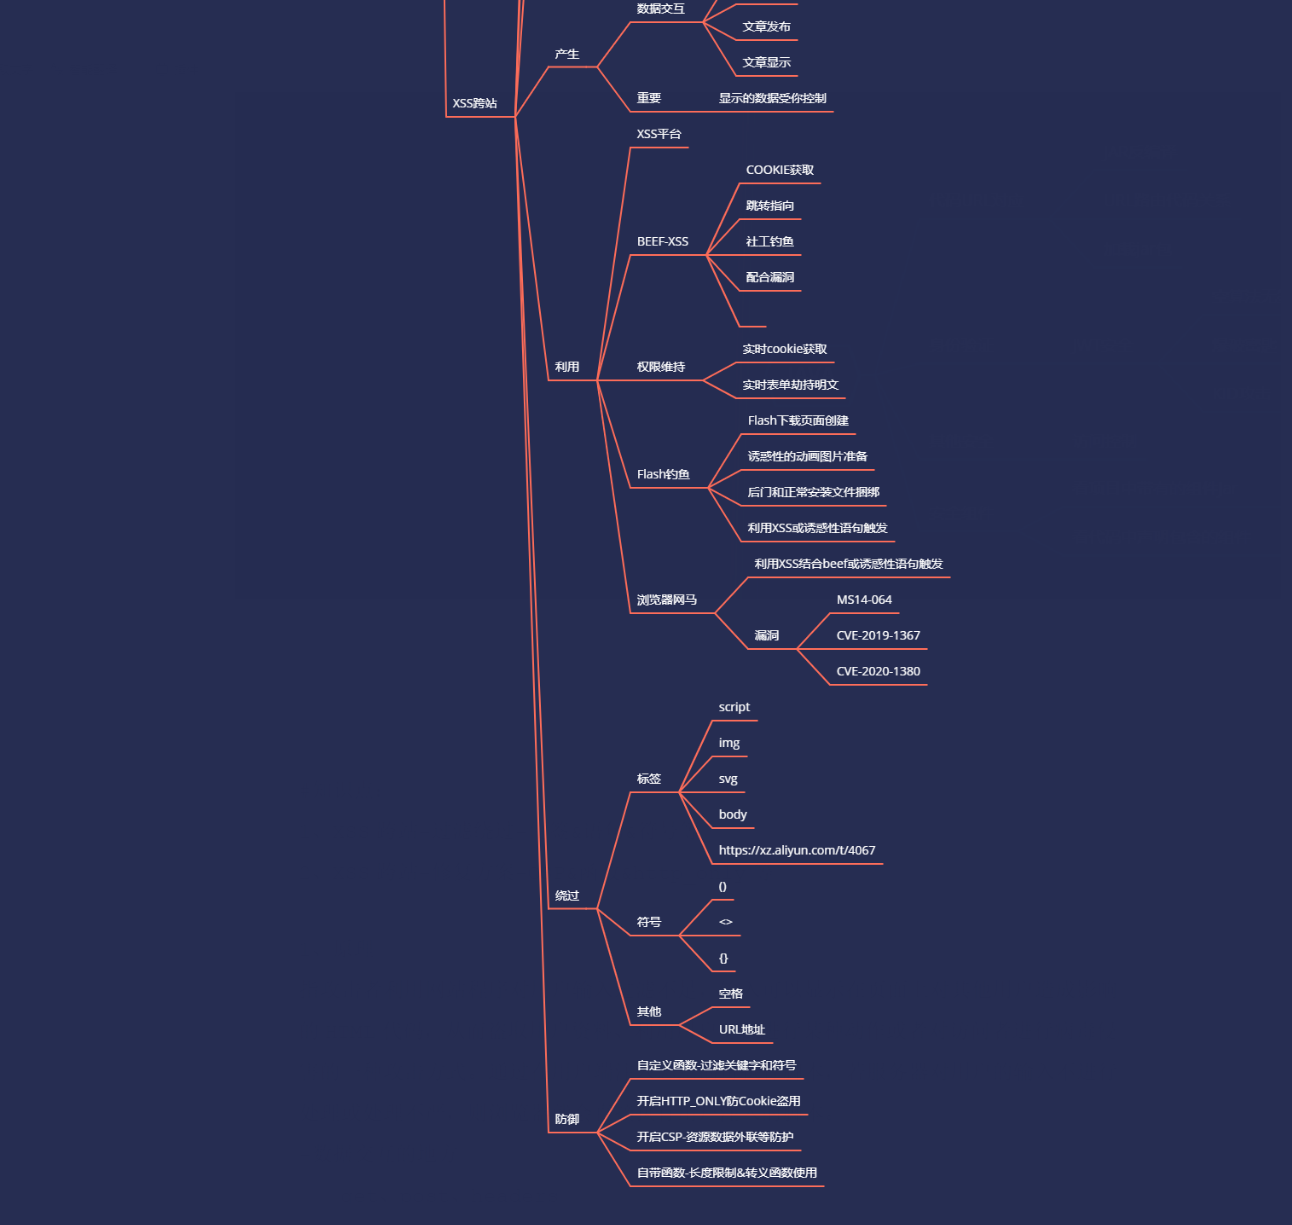 数据交互
文章发布
产生
文章显示
重要
显示的数据受你控制
XSS跨站
XSS平台
COOKIE获取
跳转指向
BEEF-XSS
社工钓鱼
配合漏洞
实时cookie获取
利用
权限维持
实时表单劫持明文
Flash下载页面创建
诱惑性的动画图片准备
Flash钓鱼
后门和正常安装文件捆绑
利用XSS或诱惑性语句触发
利用XSS结合beef或诱惑性语句触发
浏览器网马
MS14-064
漏洞
CVE-2019-1367
CVE-2020-1380
script
img
标签
svg
body
https://xz.aliyun.com/t/4067
绕过
()
符号
<>
{}
空格
其他
URL地址
自定义函数-过滤关键字和符号
开启HTTP_ONLY防Cookie盗用
防御
开启CSP-资源数据外联等防护
自带函数-长度限制&转义函数使用